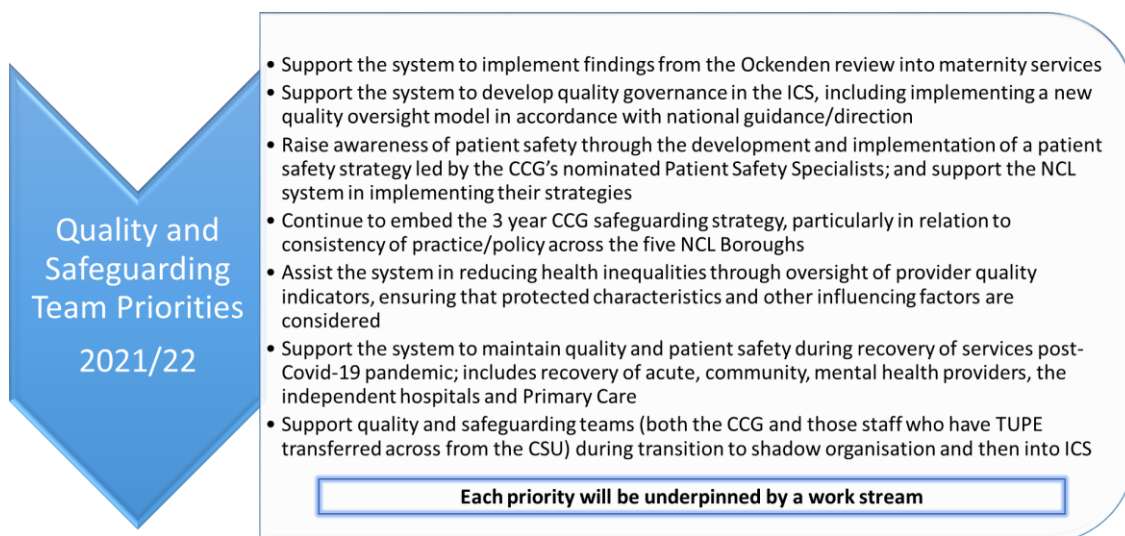 Quality and
Safeguarding
Team Priorities
2021/22
• Support the system to implement findings from the Ockenden review into maternity services
• Support the system to develop quality governance in the ICS, including implementing a new
quality oversight model in accordance with national guidance/direction
• Raise awareness of patient safety through the development and implementation of a patient
safety strategy led by the CCG's nominated Patient Safety Specialists; and support the NCL
system in implementing their strategies
• Continue to embed the 3 year CCG safeguarding strategy, particularly in relation to
consistency of practice/policy across the five NCL Boroughs
• Assist the system in reducing health inequalities through oversight of provider quality
indicators, ensuring that protected characteristics and other influencing factors are
considered
• Support the system to maintain quality and patient safety during recovery of services post-
Covid-19 pandemic; includes recovery of acute, community, mental health providers, the
independent hospitals and Primary Care
• Support quality and safeguarding teams (both the CCG and those staff who have TUPE
transferred across from the CSU) during transition to shadow organisation and then into ICS
Each priority will be underpinned by a work stream